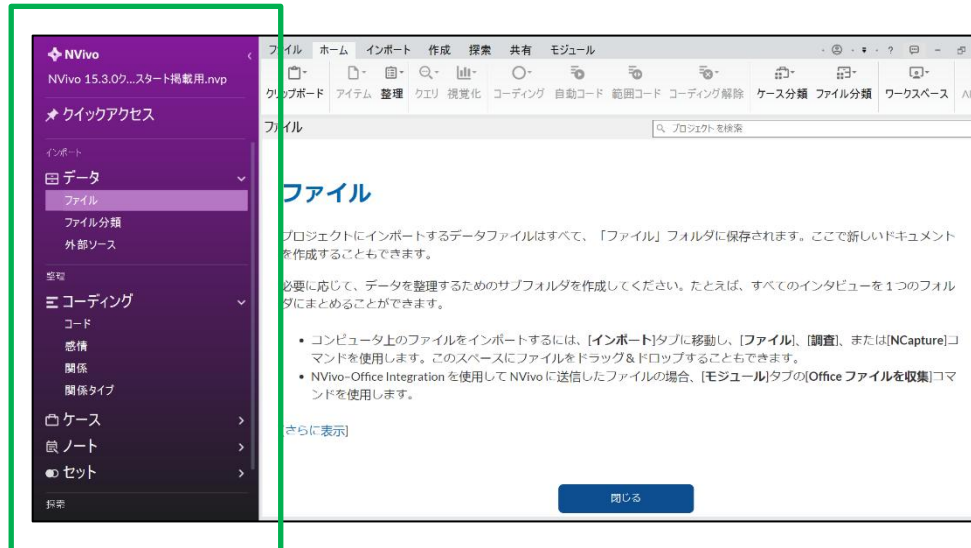 NVivo
NVivo 15.3.0ク...スタート掲載用.nvp
クイックアクセス
インポート
データ
ファイル
ファイル分類
外部ソース
整理
コーディング
コード
感情
関係
関係タイプ
ケース
ノート
セット
探索
ファイル ホーム インポート 作成 探索 共有 モジュール
クリップボード アイテム 整理 クエリ 視覚化 コーディング 自動コード 範囲コード コーディング解除 ケース分類 ファイル分類 ワークスペース
ファイル
プロジェクトを検索
ファイル
プロジェクトにインポートするデータファイルはすべて、「ファイル」フォルダに保存されます。ここで新しいドキュメント
を作成することもできます。
必要に応じて、データを整理するためのサブフォルダを作成してください。たとえば、すべてのインタビューを１つのフォル
ダにまとめることができます。
• コンピュータ上のファイルをインポートするには、[インポート]タブに移動し、[ファイル]、[調査]、または[NCapture]コ
マンドを使用します。このスペースにファイルをドラッグ＆ドロップすることもできます。
• NVivo-Office Integration を使用して NVivo に送信したファイルの場合、[モジュール]タブの[Office ファイルを収集]コマ
ンドを使用します。
[さらに表示]
閉じる